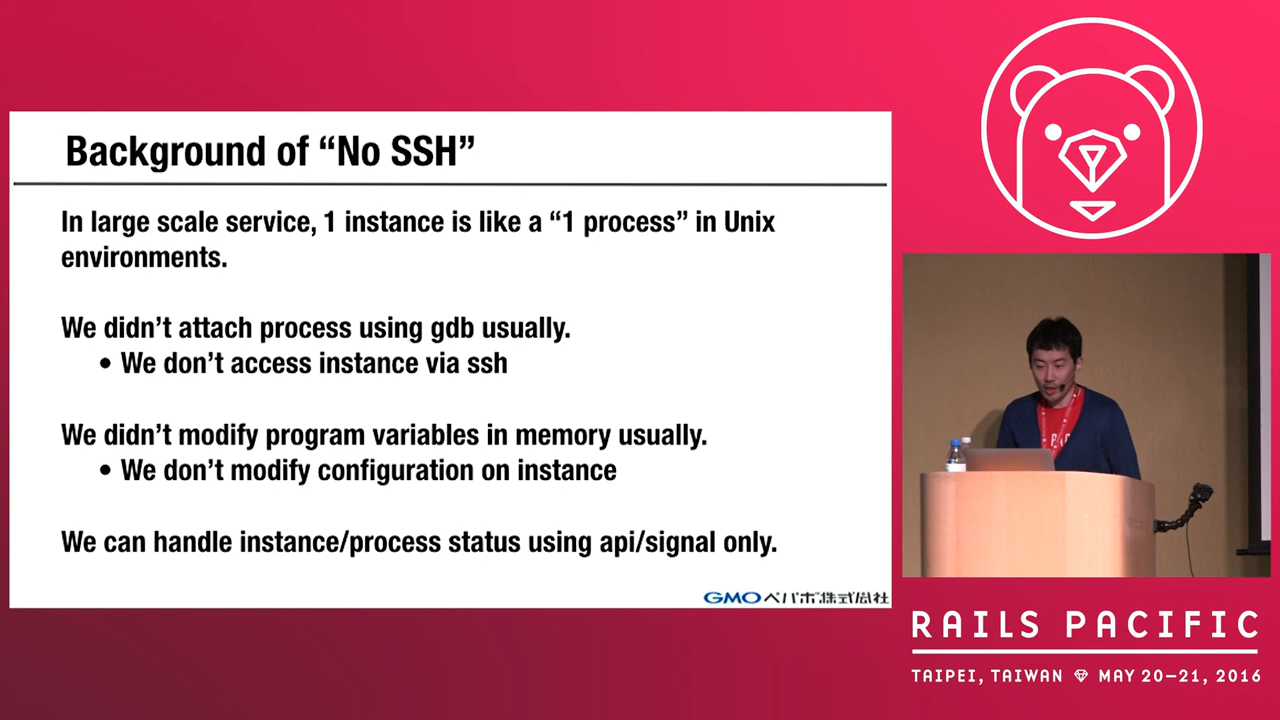 Background of “No SSH”
In large scale service, 1 instance is like a “1 process” in Unix
environments.
We didn’t attach process using gdb usually.
• We don’t access instance via ssh
We didn’t modify program variables in memory usually.
• We don’t modify configuration on instance
We can handle instance/process status using api/signal only.
GMOペパボ株式会社
RAILS PACIFIC
TAIPEI, TAIWAN MAY 20–21, 2016